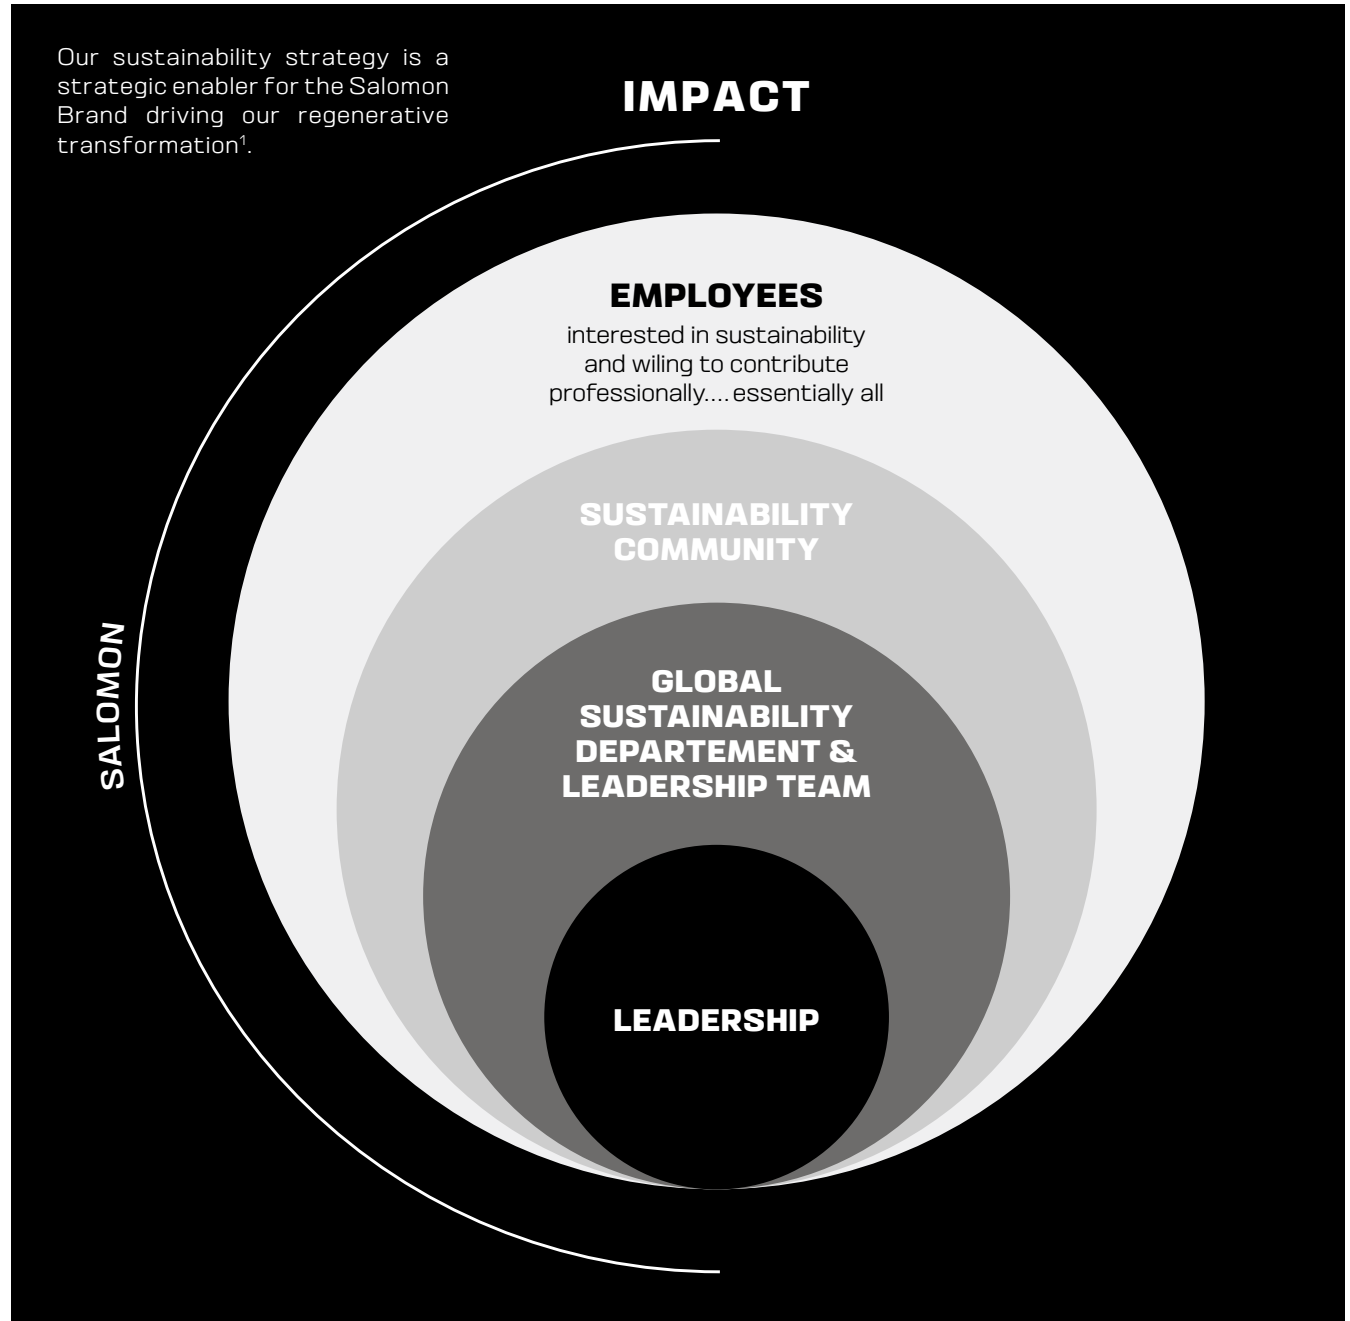 Our sustainability strategy is a
strategic enabler for the Salomon
Brand driving our regenerative
transformation¹.
IMPACT
EMPLOYEES
interested in sustainability
and wiling to contribute
professionally.... essentially all
SUSTAINABILITY
COMMUNITY
GLOBAL
SUSTAINABILITY
DEPARTEMENT &
LEADERSHIP TEAM
LEADERSHIP
SALOMON